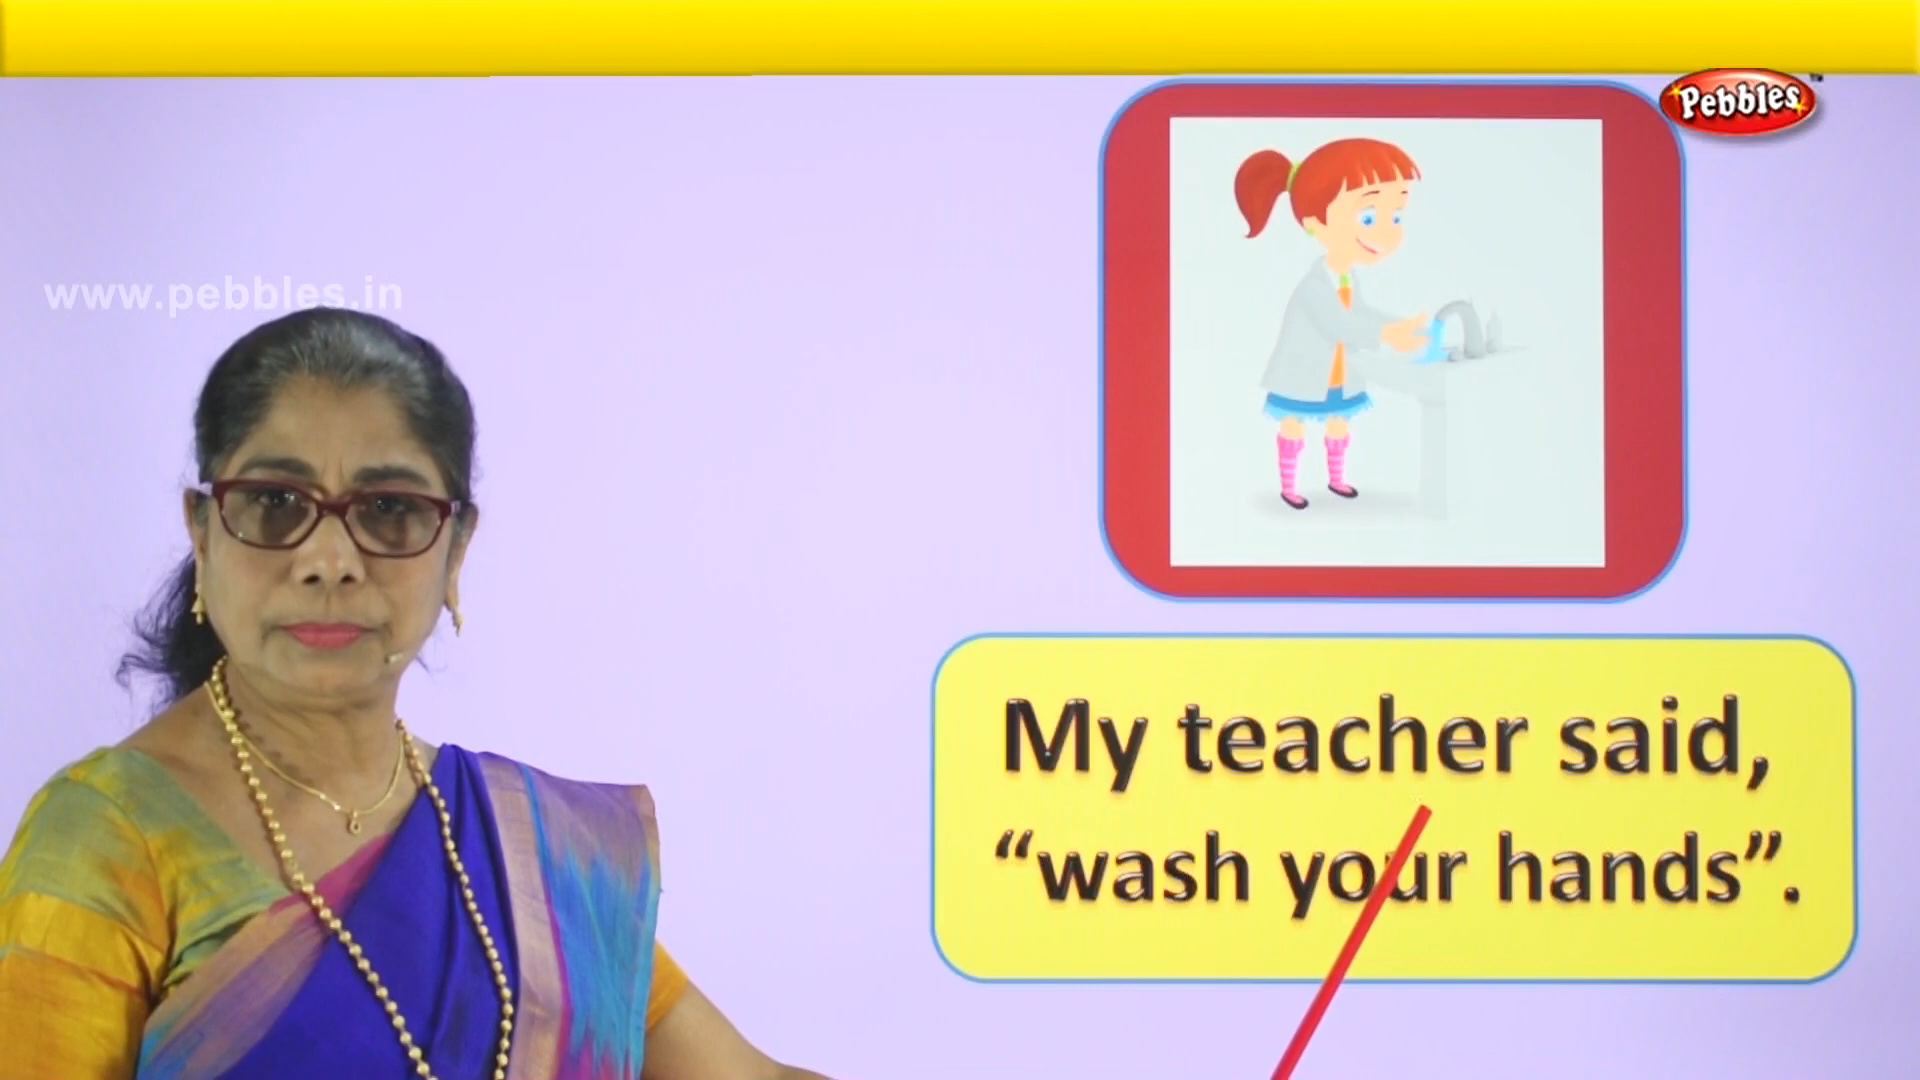 Pebbles
www.pebbles.in
My teacher said,
“wash your hands”.